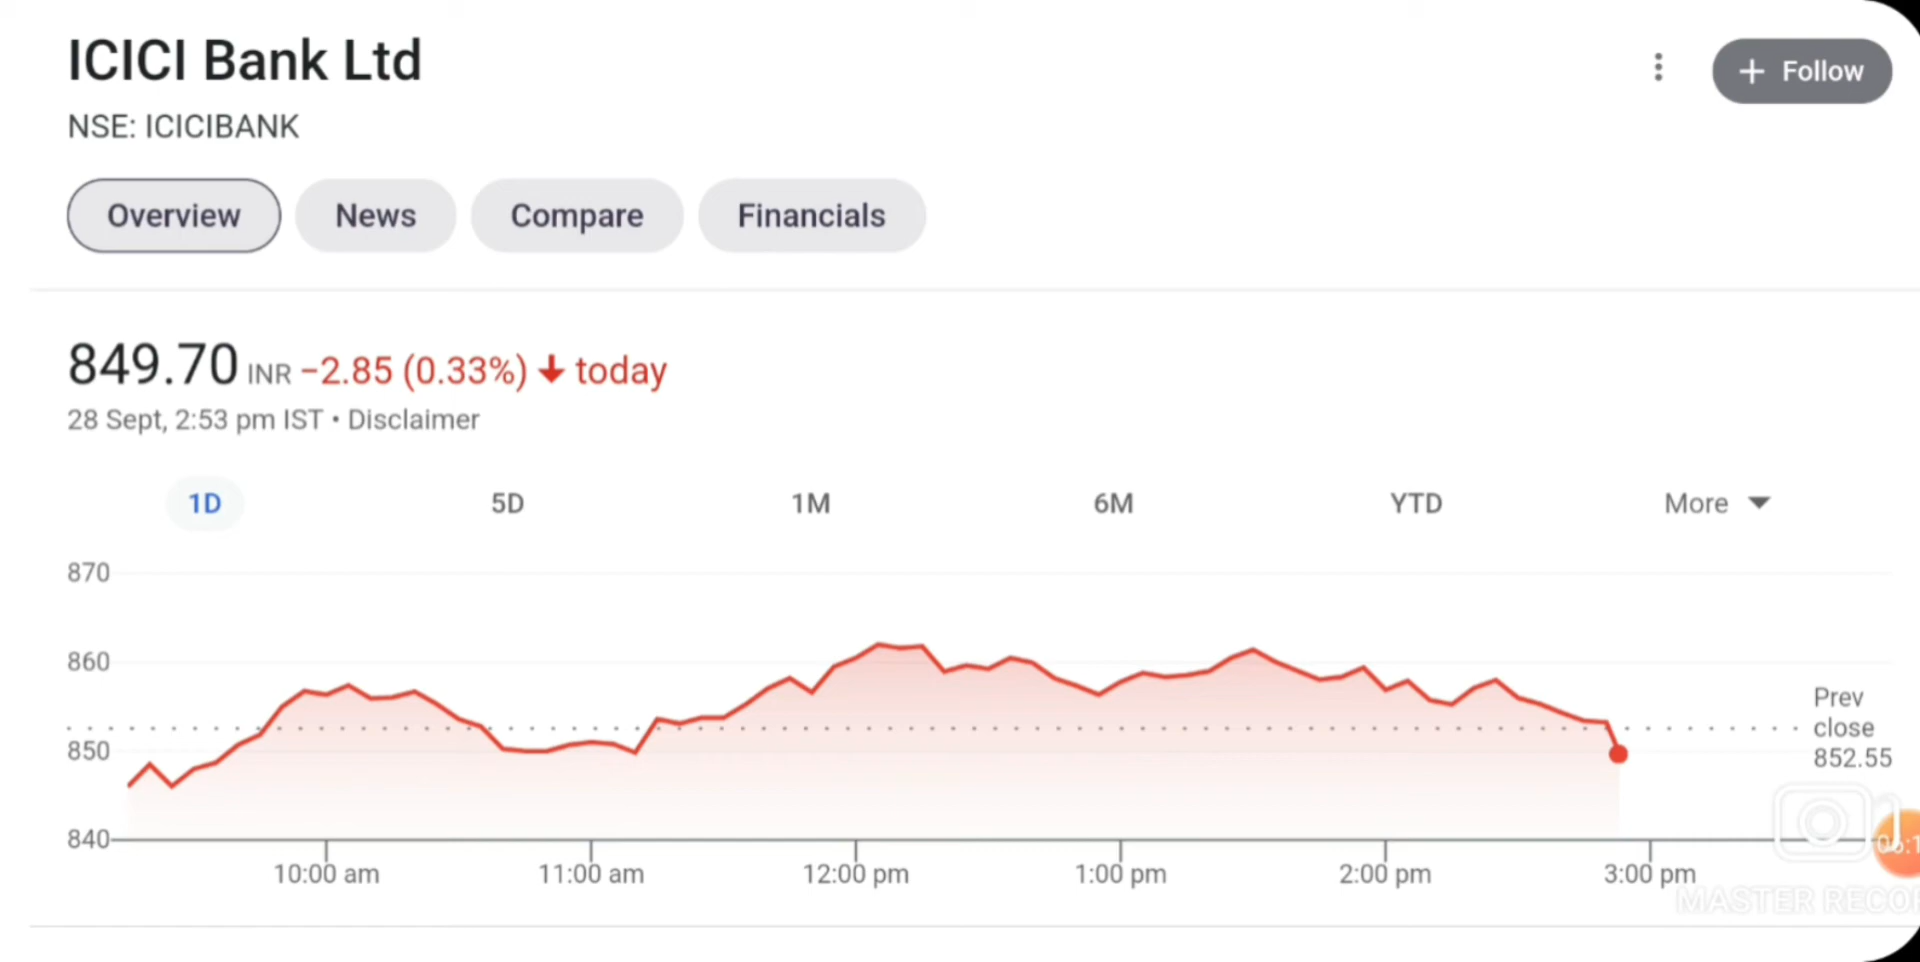 ICICI Bank Ltd
+ Follow
NSE: ICICIBANK
Overview News Compare Financials
849.70 INR −2.85 (0.33%) today
28 Sept, 2:53 pm IST • Disclaimer
1D 5D 1M 6M YTD More
870
860
Prev
close
852.55
850
840
10:00 am 11:00 am 12:00 pm 1:00 pm 2:00 pm 3:00 pm
MASTER